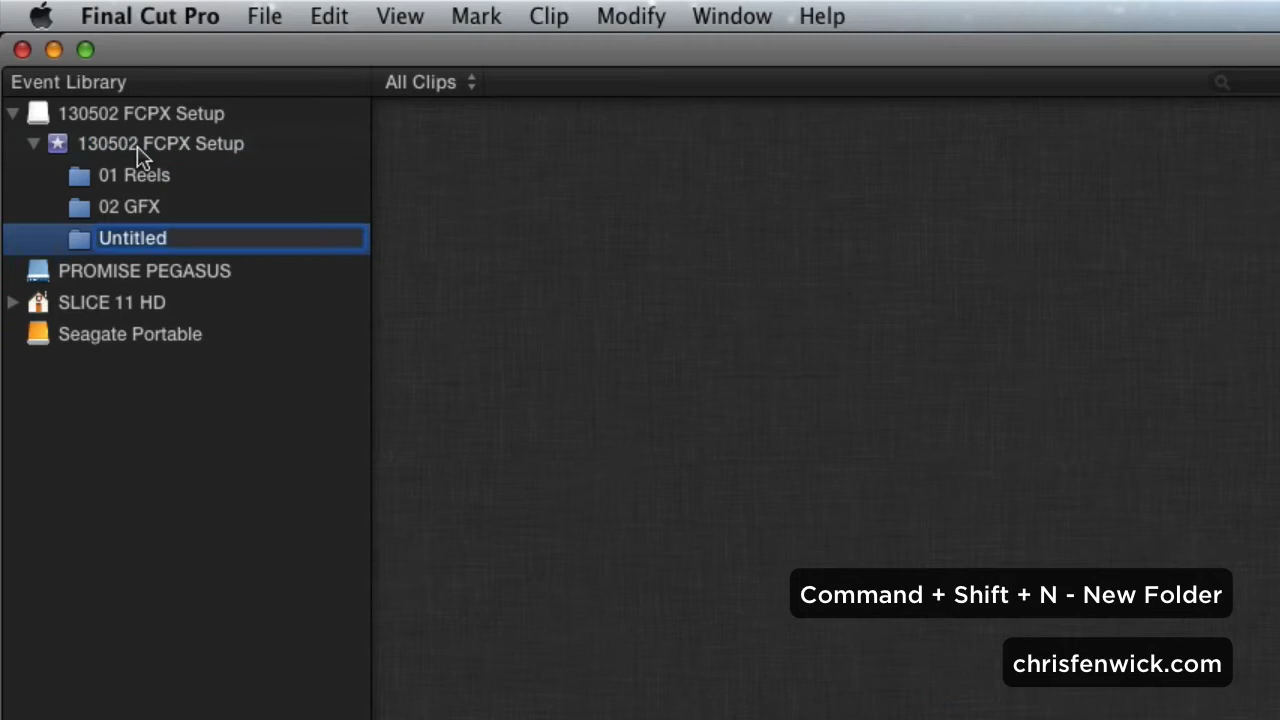 Final Cut Pro File Edit View Mark Clip Modify Window Help
Event Library All Clips
130502 FCPX Setup
130502 FCPX Setup
01 Reels
02 GFX
Untitled
PROMISE PEGASUS
SLICE 11 HD
Seagate Portable
Command + Shift + N - New Folder
chrisfenwick.com